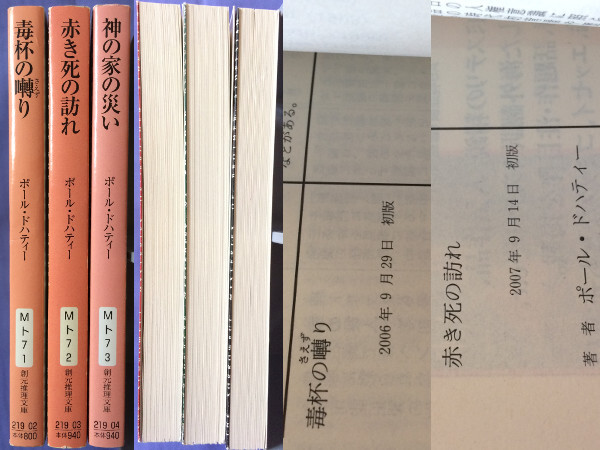 毒杯の囀り
さえず
ポール・ドハティー
Mト7 1
創元推理文庫
219 02
本体800
赤き死の訪れ
ポール・ドハティー
Mト7 2
創元推理文庫
219 03
本体940
神の家の災い
ポール・ドハティー
Mト7 3
創元推理文庫
219 04
本体940
などがある。
2006年9月29日 初版
毒杯の囀り
さえず
2007年9月14日 初版
赤き死の訪れ
著者 ポール・ドハティー